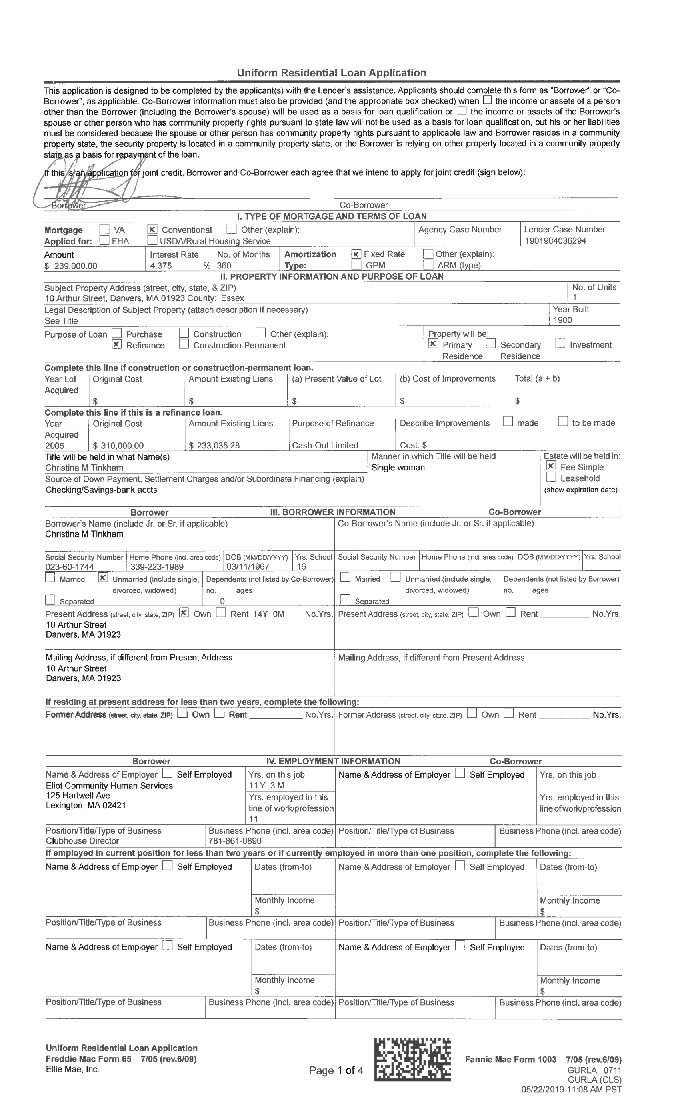 Uniform Residential Loan Application
This application is designed to be completed by the applicant(s) with the Lender's assistance. Applicants should complete this form as "Borrower" or "Co-
Borrower", as applicable. Co-Borrower information must also be provided (and the appropriate box checked) when the income or assets of a person
other than the Borrower (including the Borrower's spouse) will be used as a basis for loan qualification or the income or assets of the Borrower's
spouse or other person who has community property rights pursuant to state law will not be used as a basis for loan qualification, but his or her liabilities
must be considered because the spouse or other person has community property rights pursuant to applicable law and Borrower resides in a community
property state, the security property is located in a community property state, or the Borrower is relying on other property located in a community property
state as a basis for repayment of the loan.
If this is an application for joint credit, Borrower and Co-Borrower each agree that we intend to apply for joint credit (sign below):
Borrower Co-Borrower
I. TYPE OF MORTGAGE AND TERMS OF LOAN
Mortgage VA Conventional Other (explain): Agency Case Number Lender Case Number
Applied for: FHA USDA/Rural Housing Service 1901904036294
Amount Interest Rate No. of Months Amortization Fixed Rate Other (explain):
$ 239,000.00 4.375 % 360 Type: GPM ARM (type)
II. PROPERTY INFORMATION AND PURPOSE OF LOAN
Subject Property Address (street, city, state, & ZIP) No. of Units
10 Arthur Street, Danvers, MA 01923 County: Essex 1
Legal Description of Subject Property (attach description if necessary) Year Built
See Title 1900
Purpose of Loan Purchase Construction Other (explain): Property will be:
Refinance Construction-Permanent Primary Secondary Investment
Residence Residence
Complete this line if construction or construction-permanent loan.
Year Lot Original Cost Amount Existing Liens (a) Present Value of Lot (b) Cost of Improvements Total (a + b)
Acquired
$ $ $ $ $
Complete this line if this is a refinance loan.
Year Original Cost Amount Existing Liens Purpose of Refinance Describe Improvements made to be made
Acquired
2005 $ 310,000.00 $ 233,035.28 Cash-Out Limited Cost: $
Title will be held in what Name(s) Manner in which Title will be held Estate will be held in:
Christina M Tinkham Single woman Fee Simple
Source of Down Payment, Settlement Charges and/or Subordinate Financing (explain) Leasehold
Checking/Savings-bank accts (show expiration date)
Borrower III. BORROWER INFORMATION Co-Borrower
Borrower's Name (include Jr. or Sr. if applicable) Co-Borrower's Name (include Jr. or Sr. if applicable)
Christina M Tinkham
Social Security Number Home Phone (incl. area code) DOB (MM/DD/YYYY) Yrs. School Social Security Number Home Phone (incl. area code) DOB (MM/DD/YYYY) Yrs. School
023-60-1744 339-223-1989 03/11/1967 16
Married Unmarried (include single, Dependents (not listed by Co-Borrower) Married Unmarried (include single, Dependents (not listed by Borrower)
divorced, widowed) no. ages divorced, widowed) no. ages
Separated 0 Separated
Present Address (street, city, state, ZIP) Own Rent 14Y 0M No. Yrs. Present Address (street, city, state, ZIP) Own Rent No. Yrs.
10 Arthur Street
Danvers, MA 01923
Mailing Address, if different from Present Address Mailing Address, if different from Present Address
10 Arthur Street
Danvers, MA 01923
If residing at present address for less than two years, complete the following:
Former Address (street, city, state, ZIP) Own Rent No. Yrs. Former Address (street, city, state, ZIP) Own Rent No. Yrs.
Borrower IV. EMPLOYMENT INFORMATION Co-Borrower
Name & Address of Employer Self Employed Yrs. on this job Name & Address of Employer Self Employed Yrs. on this job
Eliot Community Human Services 11Y 3M
125 Hartwell Ave Yrs. employed in this Yrs. employed in this
Lexington, MA 02421 line of work/profession line of work/profession
11
Position/Title/Type of Business Business Phone (incl. area code) Position/Title/Type of Business Business Phone (incl. area code)
Clubhouse Director 781-861-0890
If employed in current position for less than two years or if currently employed in more than one position, complete the following:
Name & Address of Employer Self Employed Dates (from-to) Name & Address of Employer Self Employed Dates (from-to)
Monthly Income Monthly Income
$ $
Position/Title/Type of Business Business Phone (incl. area code) Position/Title/Type of Business Business Phone (incl. area code)
Name & Address of Employer Self Employed Dates (from-to) Name & Address of Employer Self Employed Dates (from-to)
Monthly Income Monthly Income
$ $
Position/Title/Type of Business Business Phone (incl. area code) Position/Title/Type of Business Business Phone (incl. area code)
Uniform Residential Loan Application
Freddie Mac Form 65 7/05 (rev.6/09) Fannie Mae Form 1003 7/05 (rev.6/09)
Ellie Mae, Inc. Page 1 of 4 GURLA 0711
GURLA (CLS)
05/22/2019 11:08 AM PST